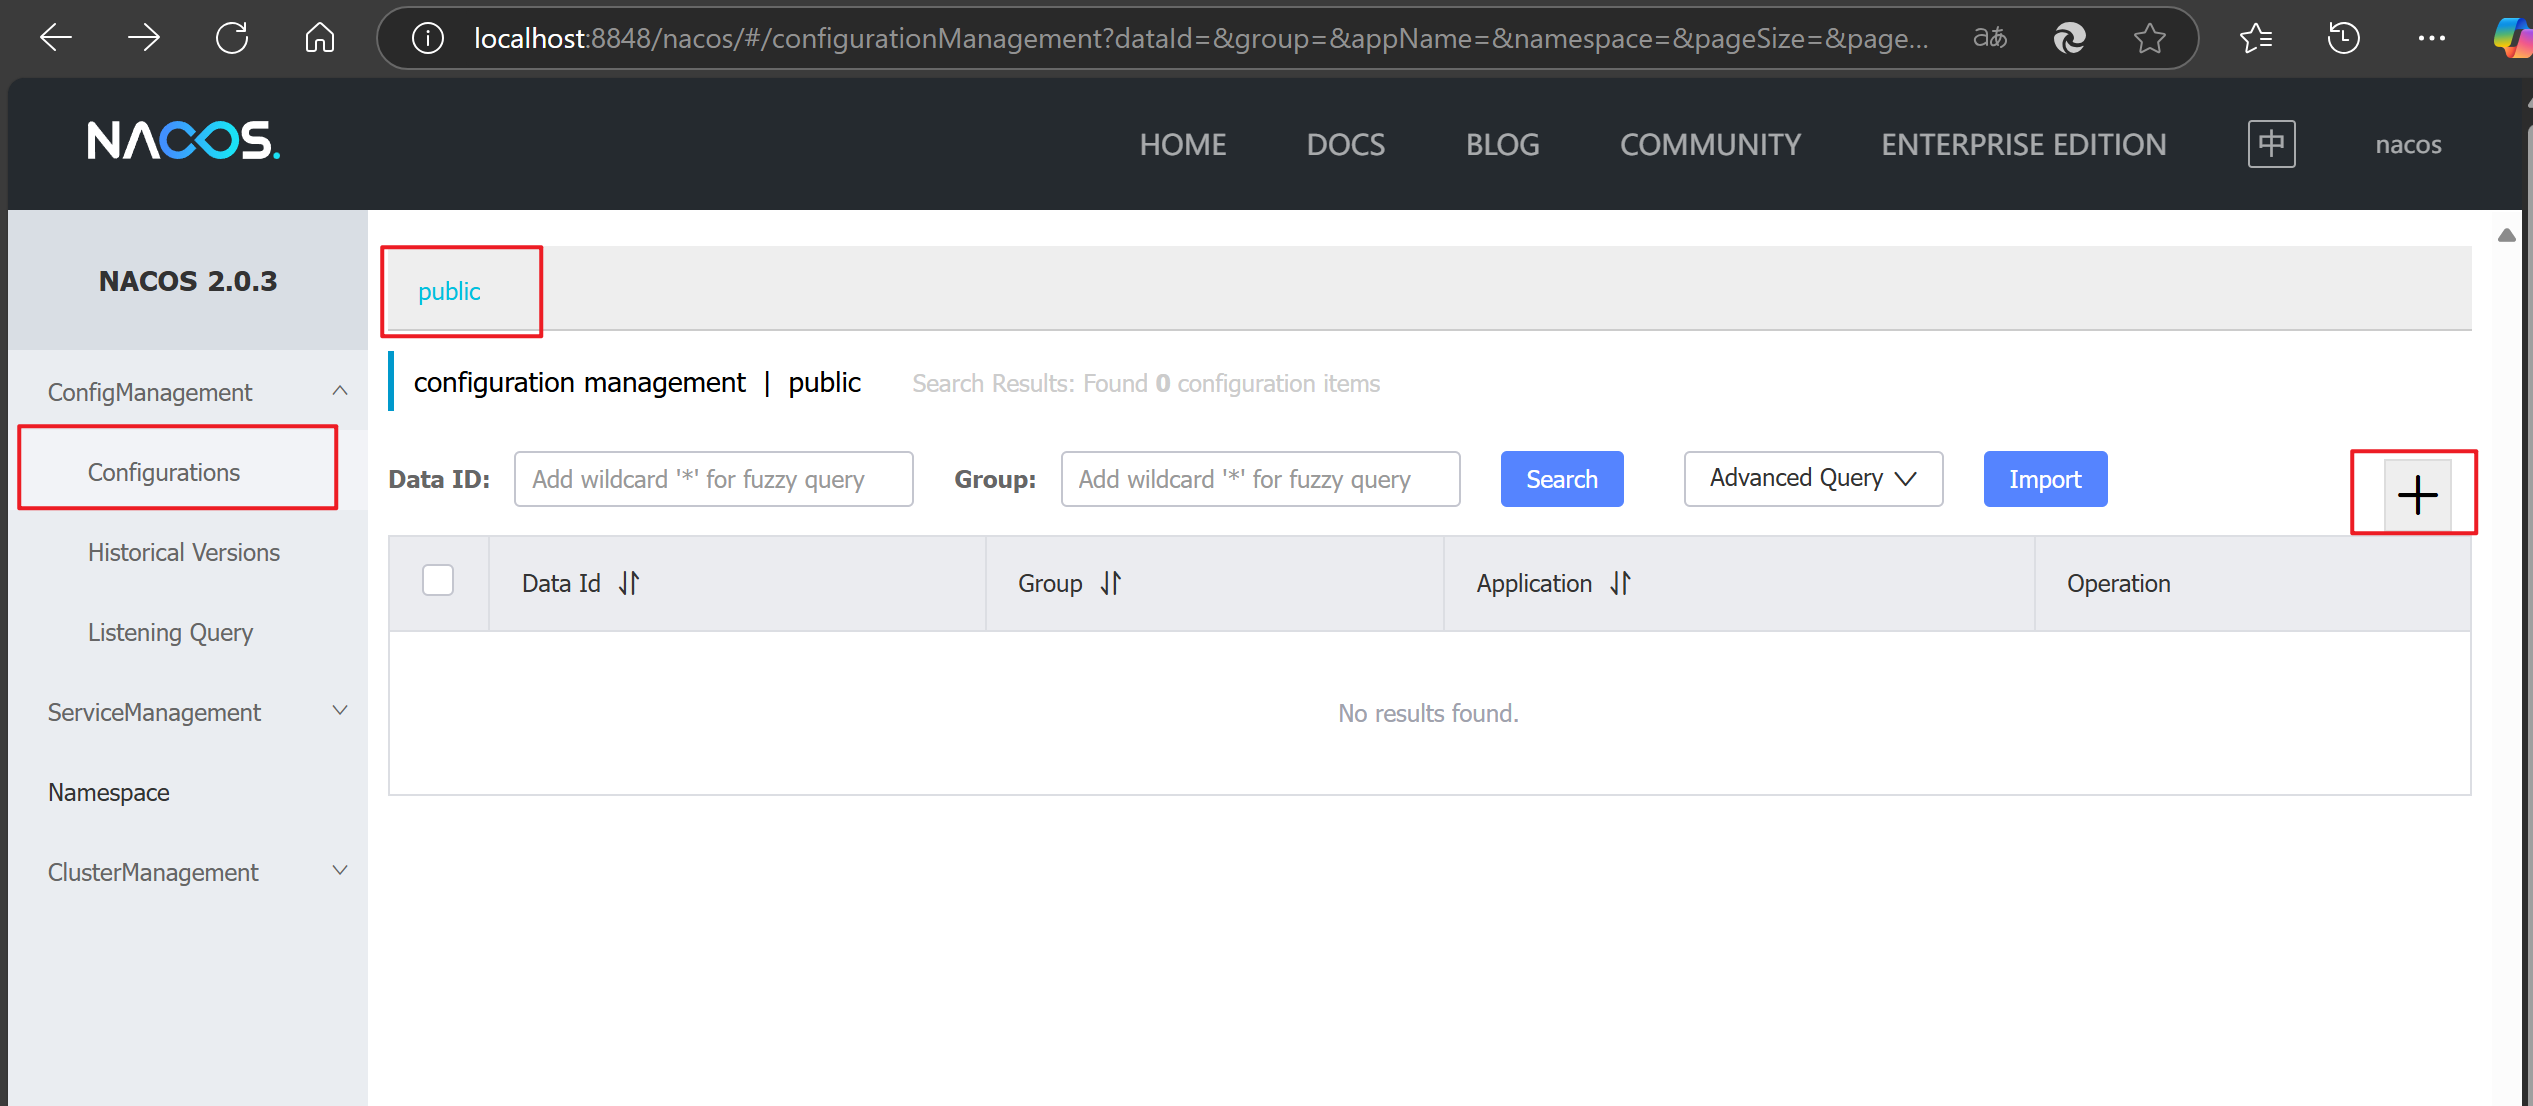 localhost:8848/nacos/#/configurationManagement?dataId=&group=&appName=&namespace=&pageSize=&page...
aあ
NACOS.
HOME
DOCS
BLOG
COMMUNITY
ENTERPRISE EDITION
中
nacos
NACOS 2.0.3
public
ConfigManagement
configuration management | public Search Results: Found 0 configuration items
Configurations
Data ID: Add wildcard '*' for fuzzy query Group: Add wildcard '*' for fuzzy query Search Advanced Query Import
Historical Versions
Data Id Group Application Operation
Listening Query
ServiceManagement
No results found.
Namespace
ClusterManagement